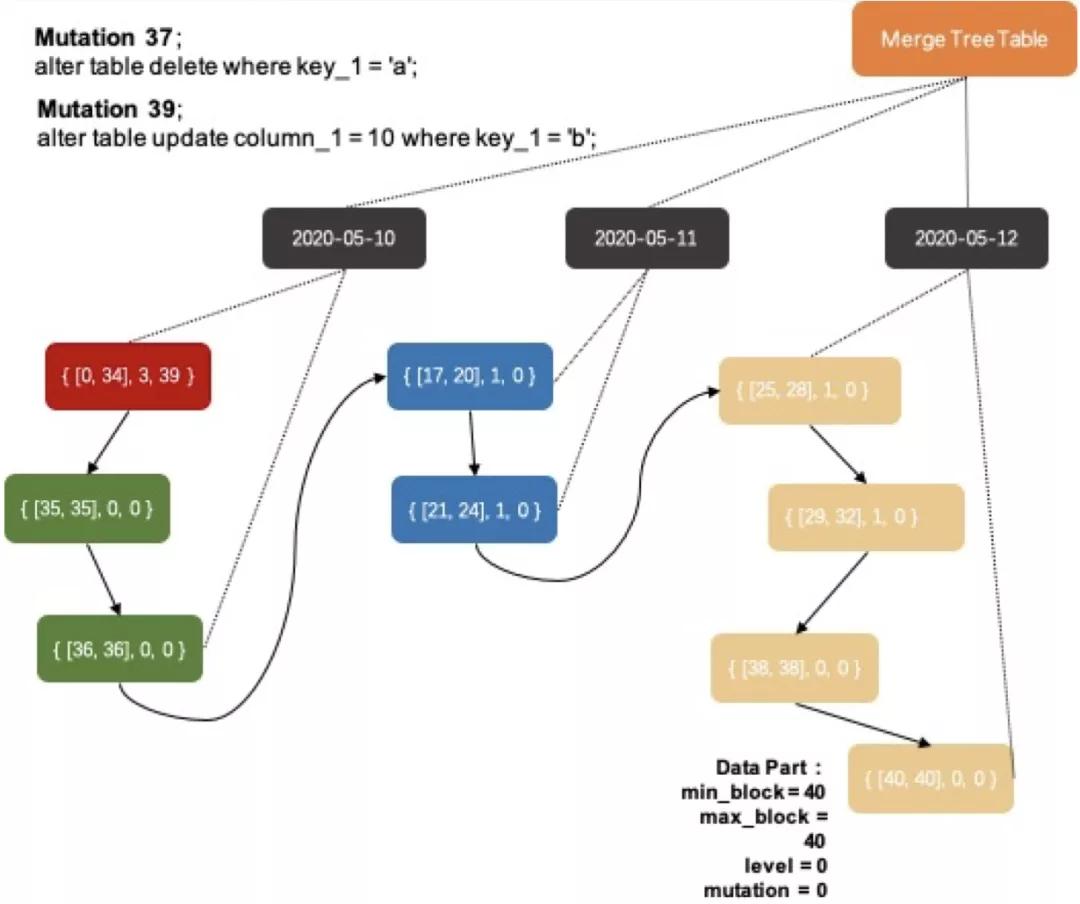 Mutation 37;
alter table delete where key_1 = 'a';
Mutation 39;
alter table update column_1 = 10 where key_1 = 'b';
Merge Tree Table
2020-05-10
2020-05-11
2020-05-12
{ [0, 34], 3, 39 }
{ [17, 20], 1, 0 }
{ [25, 28], 1, 0 }
{ [35, 35], 0, 0 }
{ [21, 24], 1, 0 }
{ [29, 32], 1, 0 }
{ [36, 36], 0, 0 }
{ [38, 38], 0, 0 }
{ [40, 40], 0, 0 }
Data Part :
min_block = 40
max_block =
40
level = 0
mutation = 0